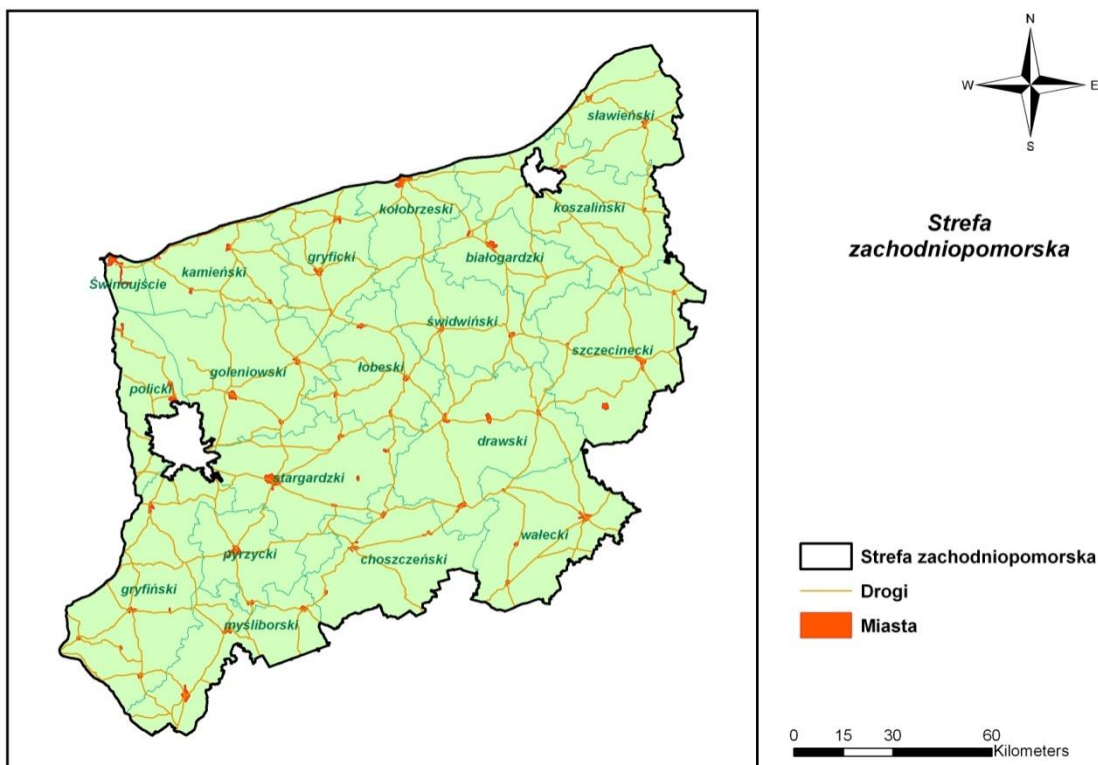 N
W E
S
Strefa
zachodniopomorska
sławieński
koszaliński
kołobrzeski
białogardzki
gryficki
kamieński
Świnoujście
świdwiński
szczecinecki
łobeski
goleniowski
policki
drawski
stargardzki
wałecki
choszczeński
pyrzycki
gryfiński
myśliborski
Strefa zachodniopomorska
Drogi
Miasta
0 15 30 60
Kilometers